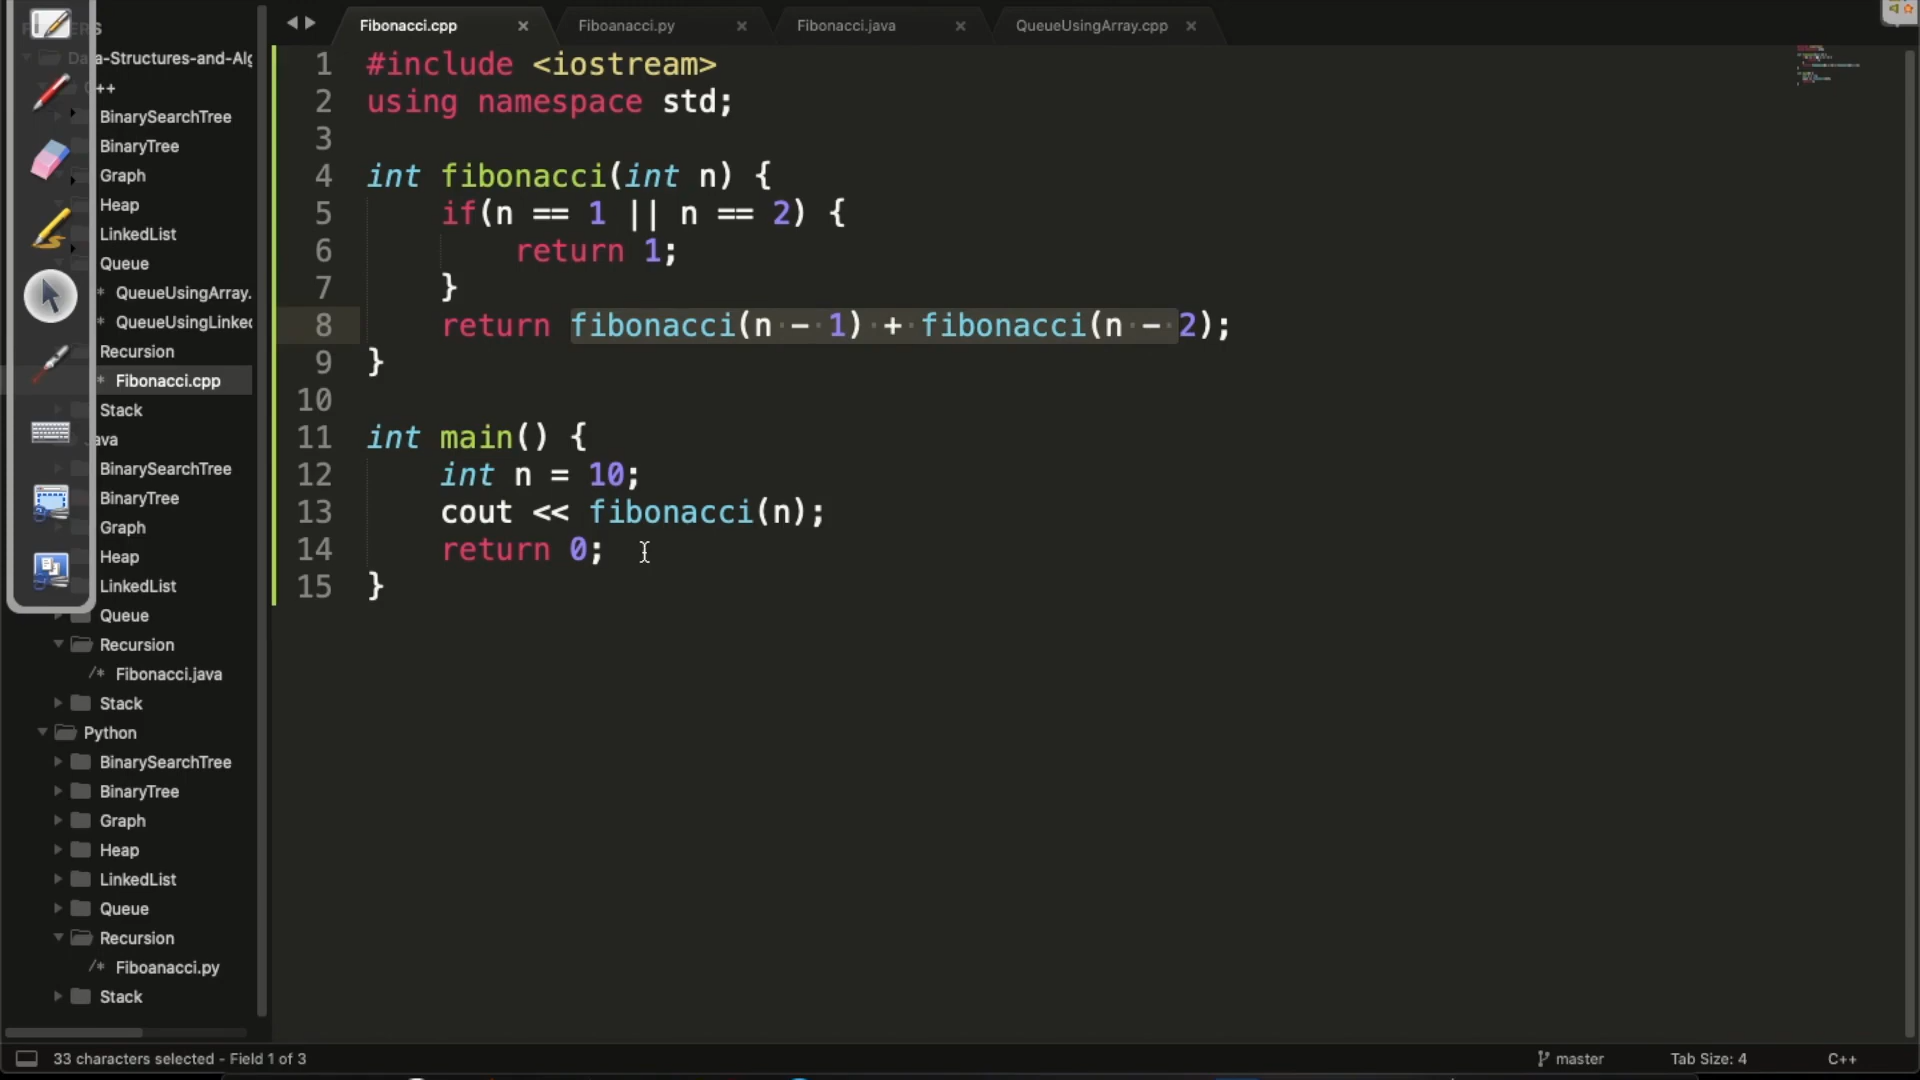 Fibonacci.cpp
Fiboanacci.py
Fibonacci.java
QueueUsingArray.cpp
a-Structures-and-Alg
++
BinarySearchTree
BinaryTree
Graph
Heap
LinkedList
Queue
* QueueUsingArray.
* QueueUsingLinked
Recursion
* Fibonacci.cpp
Stack
ava
BinarySearchTree
BinaryTree
Graph
Heap
LinkedList
Queue
Recursion
/* Fibonacci.java
Stack
Python
BinarySearchTree
BinaryTree
Graph
Heap
LinkedList
Queue
Recursion
/* Fiboanacci.py
Stack
1 #include <iostream>
2 using namespace std;
3
4 int fibonacci(int n) {
5 if(n == 1 || n == 2) {
6 return 1;
7 }
8 return fibonacci(n - 1) + fibonacci(n - 2);
9 }
10
11 int main() {
12 int n = 10;
13 cout << fibonacci(n);
14 return 0;
15 }
33 characters selected - Field 1 of 3
master
Tab Size: 4
C++